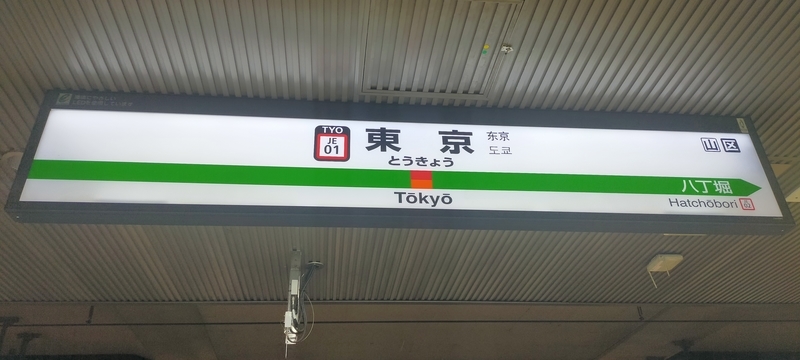 TYO
JE
01
東京
东京
도쿄
とうきょう
山 区
八丁堀
Tōkyō
Hatchōbori